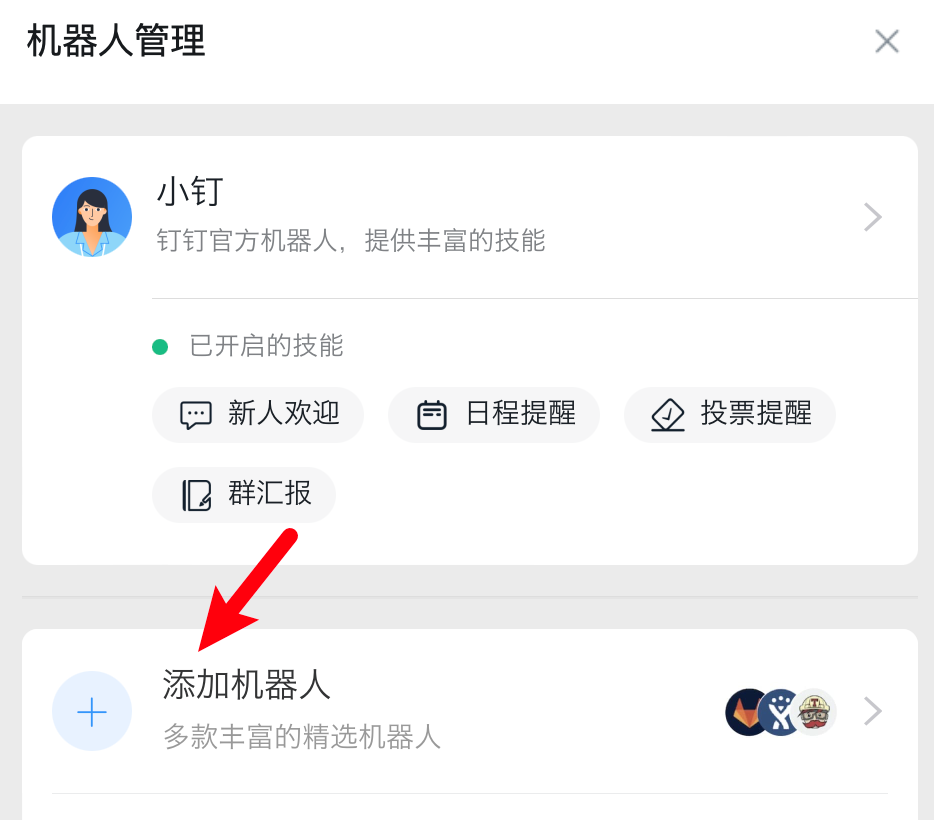 机器人管理
小钉
钉钉官方机器人，提供丰富的技能
已开启的技能
新人欢迎 日程提醒 投票提醒
群汇报
添加机器人
多款丰富的精选机器人